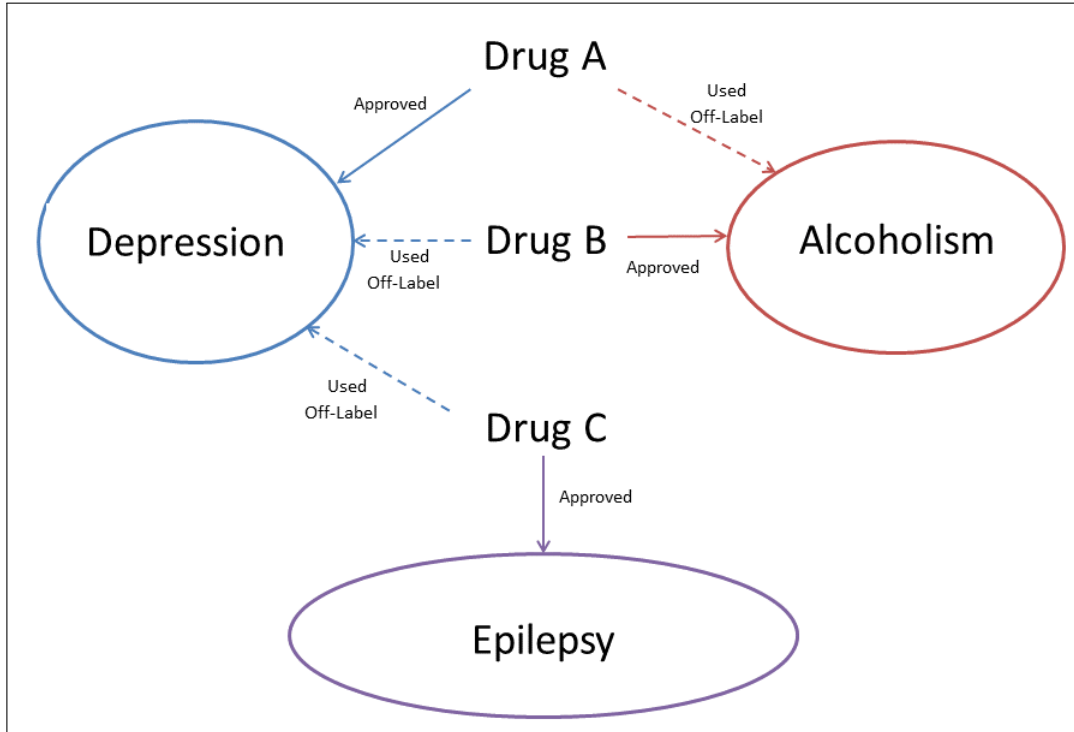 Drug A
Approved
Used
Off-Label
Depression
Used
Off-Label
Drug B
Approved
Alcoholism
Used
Off-Label
Drug C
Approved
Epilepsy